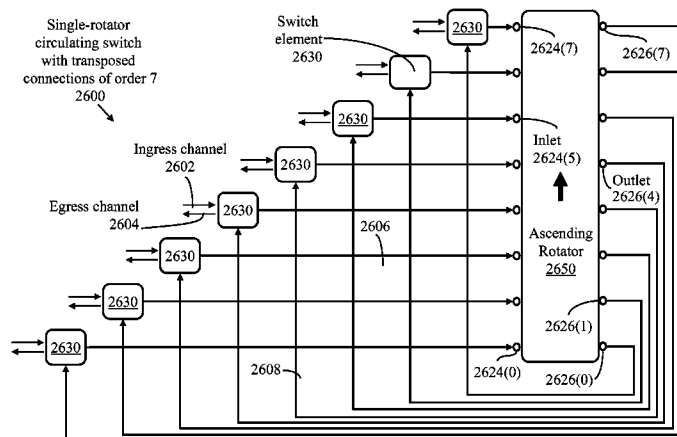 Single-rotator
circulating switch
with transposed
connections of order 7
2600
Switch
element
2630
2630
2624(7)
2626(7)
2630
Inlet
2624(5)
Ingress channel
2602
2630
Outlet
2626(4)
Egress channel
2604
2630
2606
Ascending
Rotator
2650
2630
2630
2626(1)
2630
2608
2624(0)
2626(0)